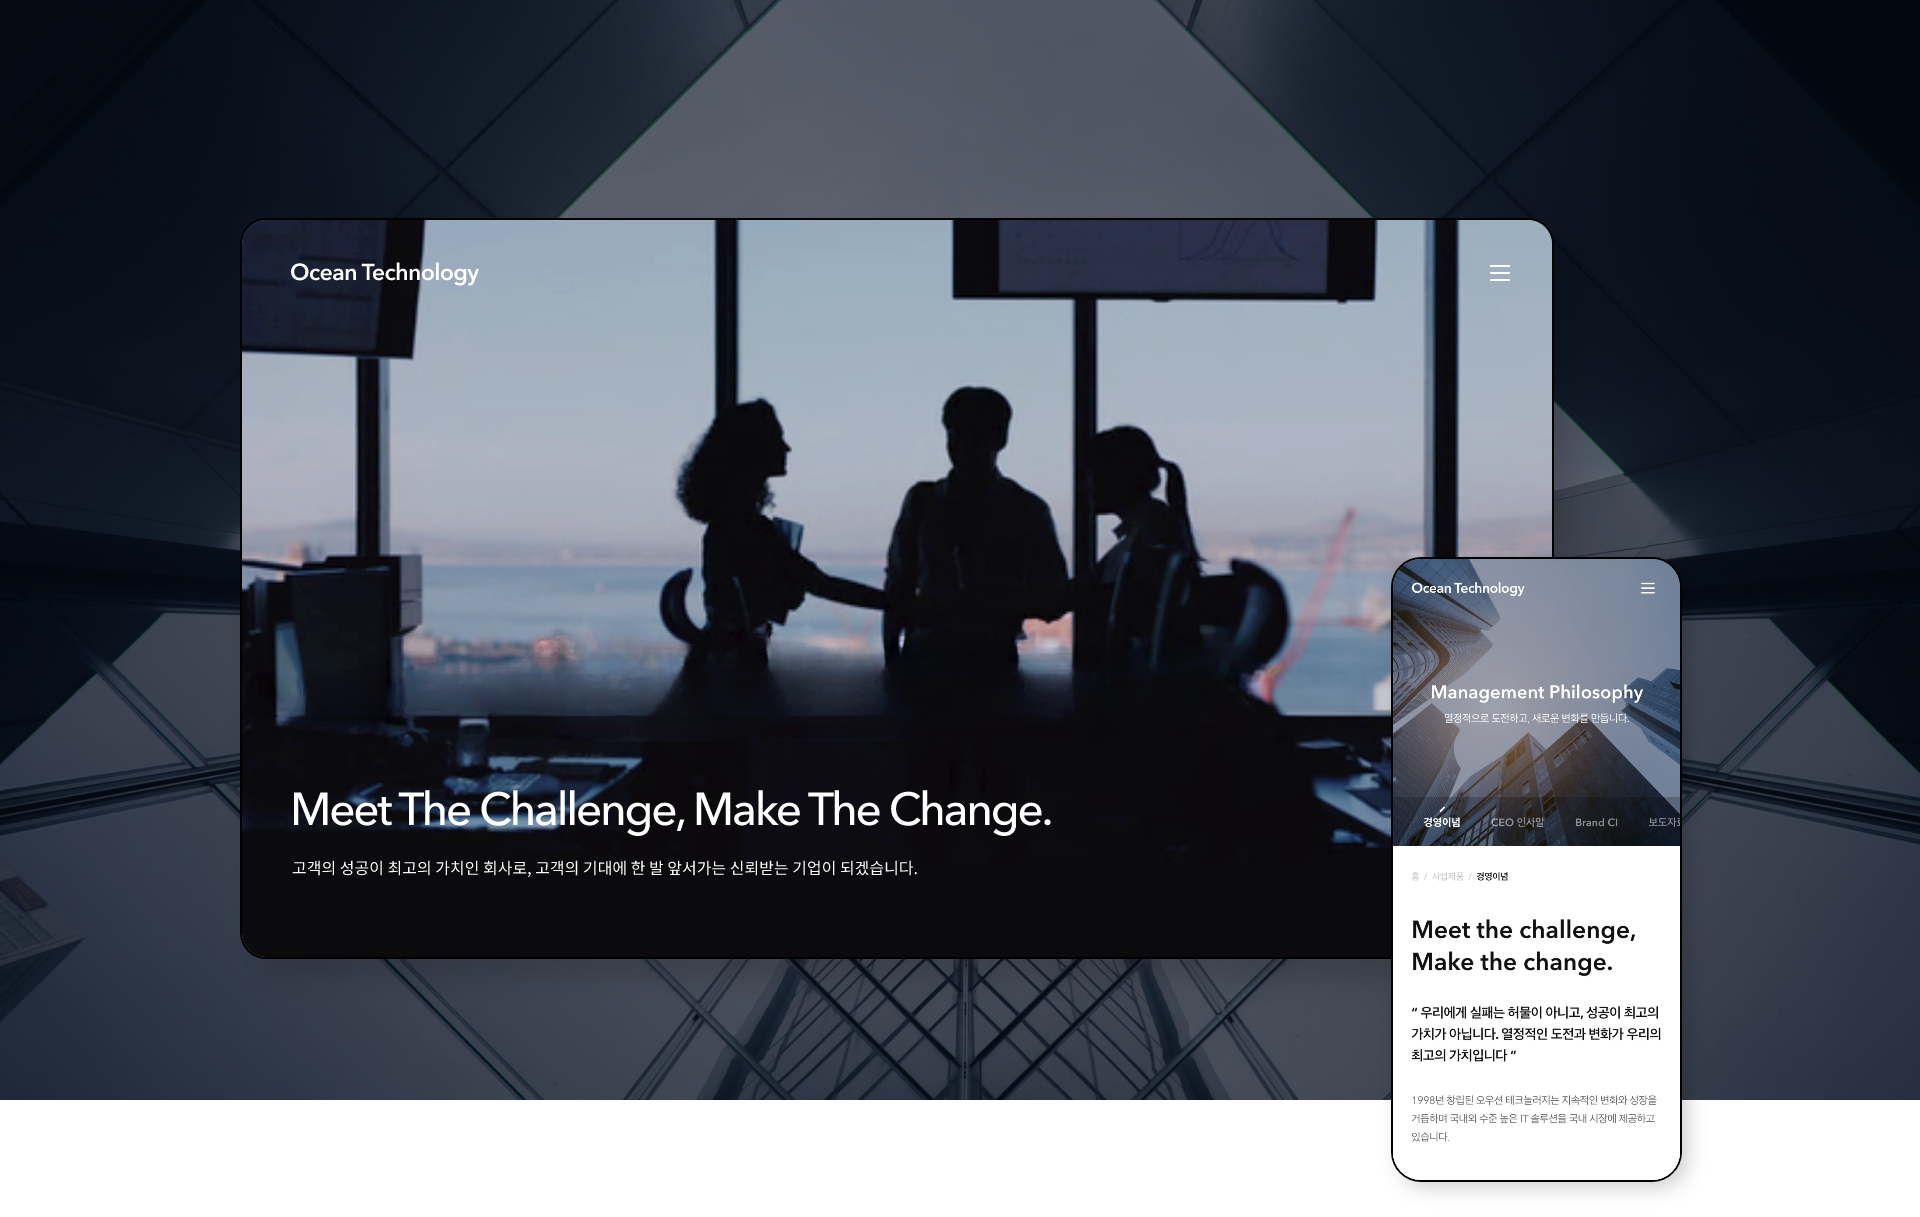 Ocean Technology
Meet The Challenge, Make The Change.
고객의 성공이 최고의 가치인 회사로, 고객의 기대에 한 발 앞서가는 신뢰받는 기업이 되겠습니다.
Ocean Technology
Management Philosophy
열정적으로 도전하고, 새로운 변화를 만듭니다.
경영이념 CEO 인사말 Brand CI 보도자료
홈 / 사업제품 / 경영이념
Meet the challenge,
Make the change.
“ 우리에게 실패는 허물이 아니고, 성공이 최고의
가치가 아닙니다. 열정적인 도전과 변화가 우리의
최고의 가치입니다 “
1998년 창립된 오우션 테크놀러지는 지속적인 변화와 성장을
거듭하며 국내외 수준 높은 IT 솔루션을 국내 시장에 제공하고
있습니다.